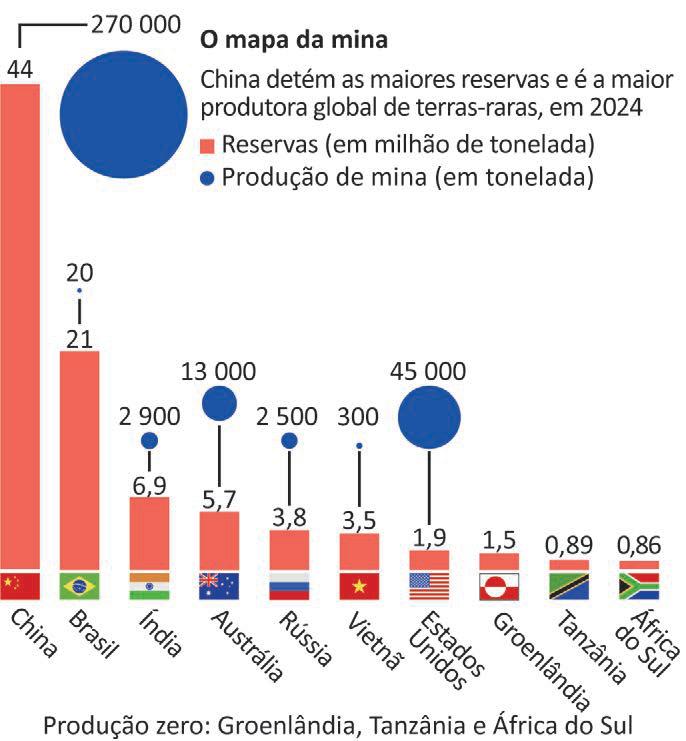 270 000
O mapa da mina
44
China detém as maiores reservas e é a maior
produtora global de terras-raras, em 2024
Reservas (em milhão de tonelada)
Produção de mina (em tonelada)
20
21
13 000
45 000
2 900
2 500
300
6,9
5,7
3,8
3,5
1,9
1,5
0,89
0,86
China
Brasil
Índia
Austrália
Rússia
Vietnã
Estados
Unidos
Groenlândia
Tanzânia
África
do Sul
Produção zero: Groenlândia, Tanzânia e África do Sul